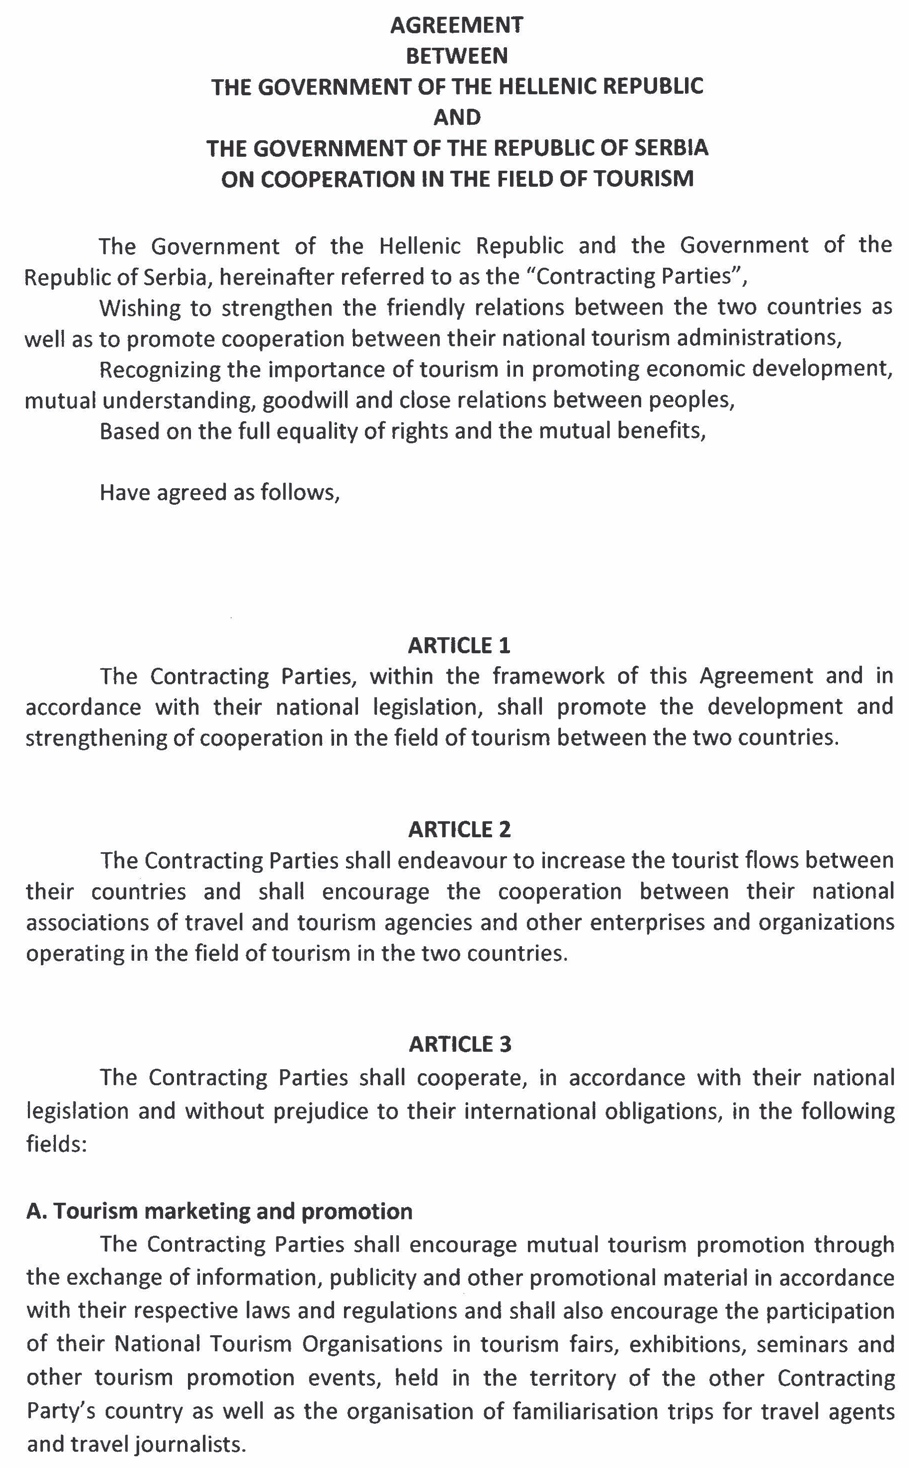 AGREEMENT
BETWEEN
THE GOVERNMENT OF THE HELLENIC REPUBLIC
AND
THE GOVERNMENT OF THE REPUBLIC OF SERBIA
ON COOPERATION IN THE FIELD OF TOURISM
The Government of the Hellenic Republic and the Government of the
Republic of Serbia, hereinafter referred to as the “Contracting Parties”,
Wishing to strengthen the friendly relations between the two countries as
well as to promote cooperation between their national tourism administrations,
Recognizing the importance of tourism in promoting economic development,
mutual understanding, goodwill and close relations between peoples,
Based on the full equality of rights and the mutual benefits,
Have agreed as follows,
ARTICLE 1
The Contracting Parties, within the framework of this Agreement and in
accordance with their national legislation, shall promote the development and
strengthening of cooperation in the field of tourism between the two countries.
ARTICLE 2
The Contracting Parties shall endeavour to increase the tourist flows between
their countries and shall encourage the cooperation between their national
associations of travel and tourism agencies and other enterprises and organizations
operating in the field of tourism in the two countries.
ARTICLE 3
The Contracting Parties shall cooperate, in accordance with their national
legislation and without prejudice to their international obligations, in the following
fields:
A. Tourism marketing and promotion
The Contracting Parties shall encourage mutual tourism promotion through
the exchange of information, publicity and other promotional material in accordance
with their respective laws and regulations and shall also encourage the participation
of their National Tourism Organisations in tourism fairs, exhibitions, seminars and
other tourism promotion events, held in the territory of the other Contracting
Party’s country as well as the organisation of familiarisation trips for travel agents
and travel journalists.